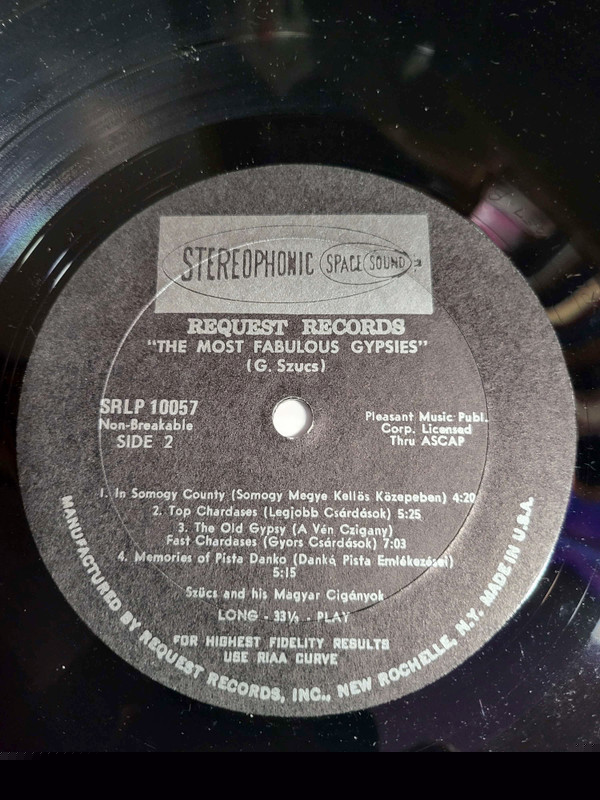 STEREOPHONIC SPACE SOUND
REQUEST RECORDS
"THE MOST FABULOUS GYPSIES"
(G. Szucs)
SRLP 10057
Non-Breakable
SIDE 2
Pleasant Music Publ.
Corp. Licensed
Thru ASCAP
1. In Somogy County (Somogy Megye Kellös Közepeben) 4:20
2. Top Chardases (Legjobb Csárdások) 5:25
3. The Old Gypsy (A Vén Czigany)
Fast Chardases (Gyors Csárdások) 7:03
4. Memories of Pista Danko (Dankó Pista Emlékezései)
5:15
Szücs and his Magyar Cigányok
LONG - 33⅓ - PLAY
FOR HIGHEST FIDELITY RESULTS
USE RIAA CURVE
MANUFACTURED BY REQUEST RECORDS, INC., NEW ROCHELLE, N.Y. MADE IN U.S.A.